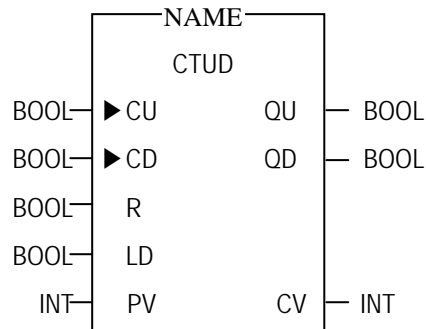 NAME
CTUD
BOOL CU QU BOOL
BOOL CD QD BOOL
BOOL R
BOOL LD
INT PV CV INT